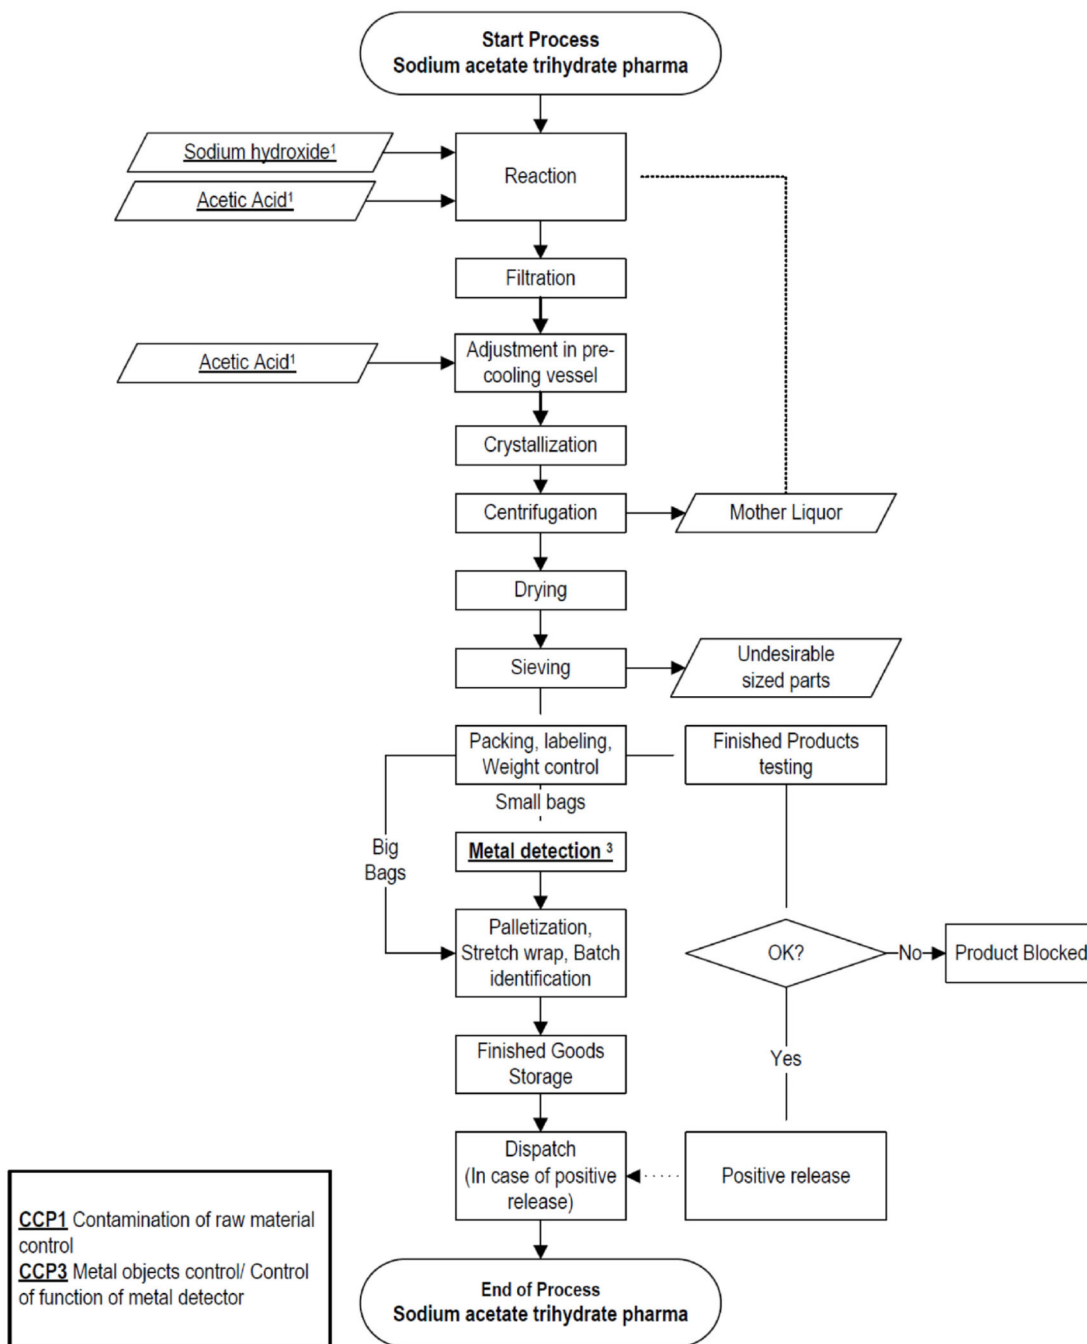 Start Process
Sodium acetate trihydrate pharma
Sodium hydroxide¹
Acetic Acid¹
Reaction
Filtration
Acetic Acid¹
Adjustment in pre-
cooling vessel
Crystallization
Centrifugation
Mother Liquor
Drying
Sieving
Undesirable
sized parts
Packing, labeling,
Weight control
Finished Products
testing
Small bags
Big
Bags
Metal detection ³
Palletization,
Stretch wrap, Batch
identification
OK?
No
Product Blocked
Finished Goods
Storage
Yes
Dispatch
(In case of positive
release)
Positive release
CCP1 Contamination of raw material
control
CCP3 Metal objects control/ Control
of function of metal detector
End of Process
Sodium acetate trihydrate pharma